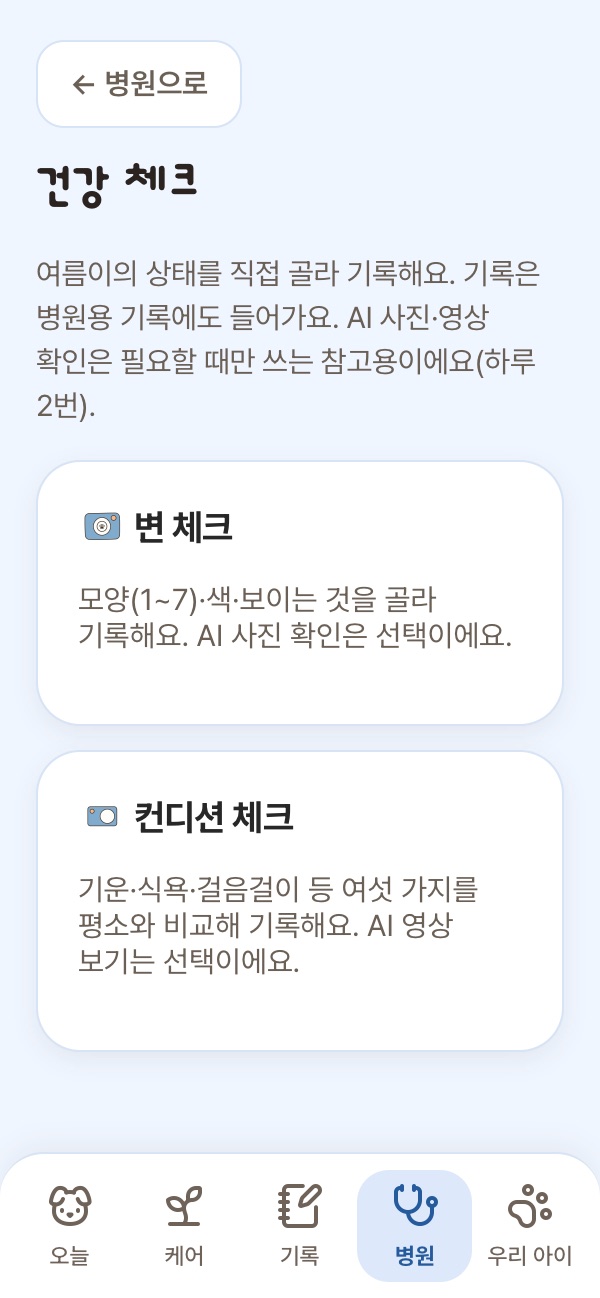 ← 병원으로
건강 체크
여름이의 상태를 직접 골라 기록해요. 기록은
병원용 기록에도 들어가요. AI 사진·영상
확인은 필요할 때만 쓰는 참고용이에요(하루
2번).
변 체크
모양(1~7)·색·보이는 것을 골라
기록해요. AI 사진 확인은 선택이에요.
컨디션 체크
기운·식욕·걸음걸이 등 여섯 가지를
평소와 비교해 기록해요. AI 영상
보기는 선택이에요.
오늘
케어
기록
병원
우리 아이